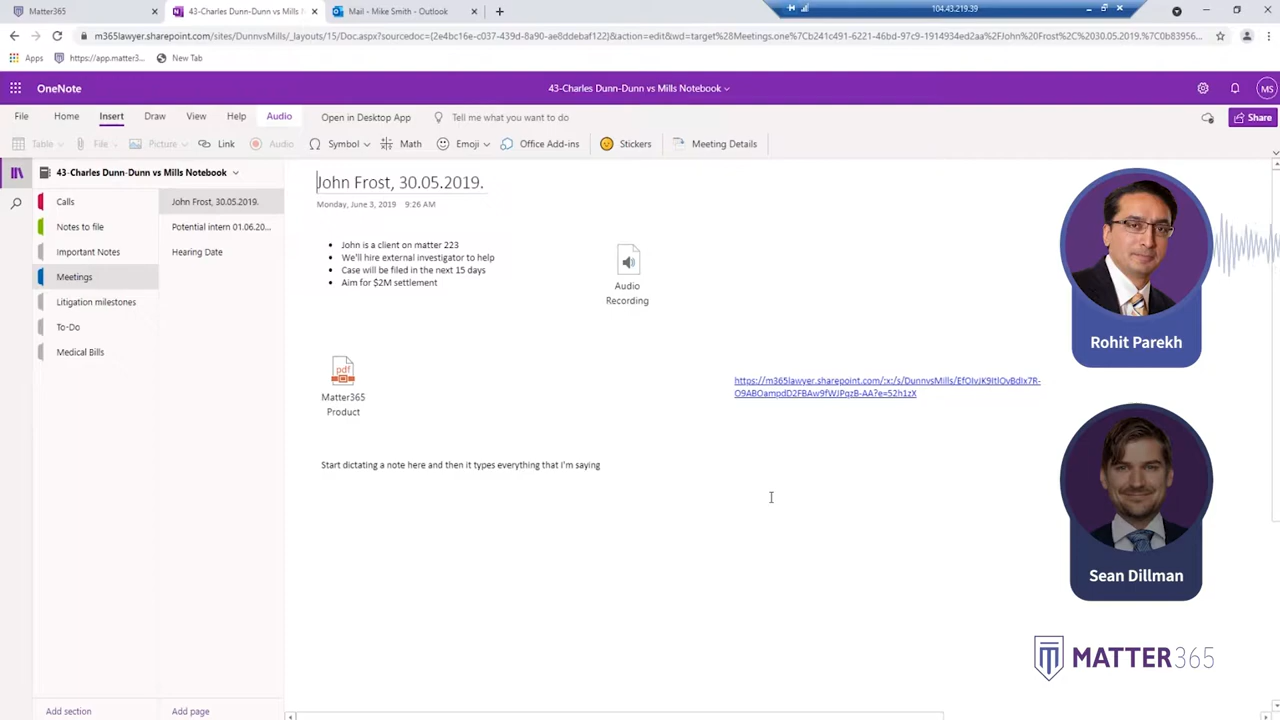 Matter365
43-Charles Dunn-Dunn vs Mills N
Mail - Mike Smith - Outlook
104.43.219.39
m365lawyer.sharepoint.com/sites/DunnvsMills/_layouts/15/Doc.aspx?sourcedoc={2e4bc16e-c037-439d-8a90-ae8ddebaf122}&action=edit&wd=target%28Meetings.one%7Cb241c491-6221-46bd-97c9-1914934ed2aa%2FJohn%20Frost%2C%2030.05.2019.%7C0b83956...
Apps
https://app.matter3...
New Tab
OneNote
43-Charles Dunn-Dunn vs Mills Notebook
MS
File Home Insert Draw View Help Audio Open in Desktop App Tell me what you want to do
Share
Table File Picture Link Audio Symbol Math Emoji Office Add-ins Stickers Meeting Details
43-Charles Dunn-Dunn vs Mills Notebook
Calls
Notes to file
Important Notes
Meetings
Litigation milestones
To-Do
Medical Bills
Add section
John Frost, 30.05.2019.
Potential intern 01.06.20...
Hearing Date
Add page
John Frost, 30.05.2019.
Monday, June 3, 2019 9:26 AM
• John is a client on matter 223
• We'll hire external investigator to help
• Case will be filed in the next 15 days
• Aim for $2M settlement
Audio
Recording
pdf
Matter365
Product
https://m365lawyer.sharepoint.com/:x:/s/DunnvsMills/EfOlvJK9ItlOvBdIx7R-
O9ABOampdD2FBAw9fWJPqzB-AA?e=52h1zX
Start dictating a note here and then it types everything that I'm saying
Rohit Parekh
Sean Dillman
MATTER365